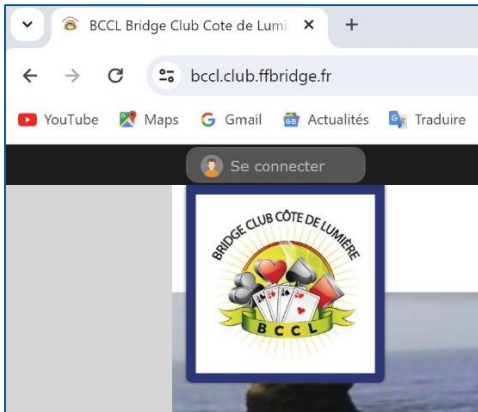 BCCL Bridge Club Cote de Lumi
bccl.club.ffbridge.fr
YouTube Maps Gmail Actualités Traduire
Se connecter
BRIDGE CLUB CÔTE DE LUMIÈRE
BCCL